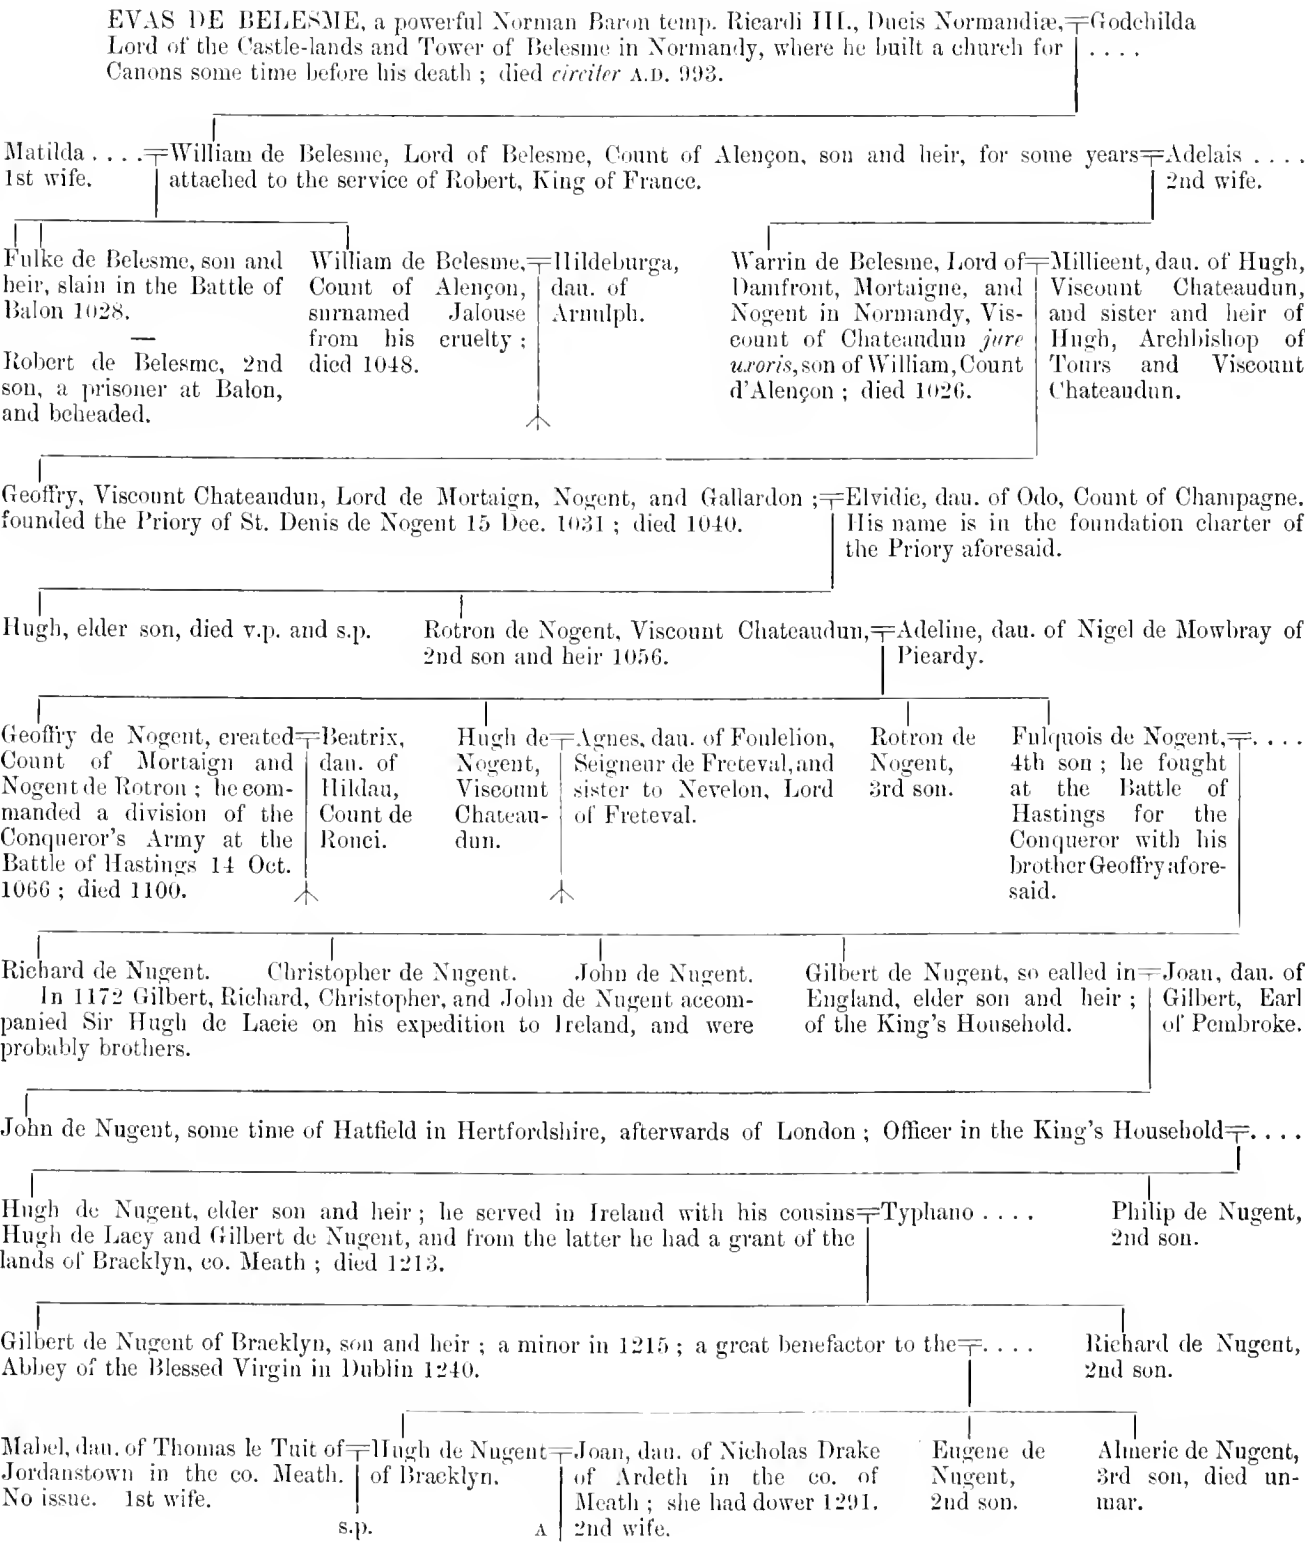 EVAS DE BELESME, a powerful Norman Baron temp. Ricardi III., Ducis Normandiæ,
Lord of the Castle-lands and Tower of Belesme in Normandy, where he built a church for
Canons some time before his death ; died circiter A.D. 993.
Godchilda
. . . .
Matilda . . . .
1st wife.
William de Belesme, Lord of Belesme, Count of Alençon, son and heir, for some years
attached to the service of Robert, King of France.
Adelais . . . .
2nd wife.
Fulke de Belesme, son and
heir, slain in the Battle of
Balon 1028.
—
Robert de Belesme, 2nd
son, a prisoner at Balon,
and beheaded.
William de Belesme,
Count of Alençon,
surnamed Jalouse
from his cruelty ;
died 1048.
Hildeburga,
dau. of
Arnulph.
Warrin de Belesme, Lord of
Damfront, Mortaigne, and
Nogent in Normandy, Vis-
count of Chateaudun jure
uxoris, son of William, Count
d'Alençon ; died 1026.
Millicent, dau. of Hugh,
Viscount Chateaudun,
and sister and heir of
Hugh, Archbishop of
Tours and Viscount
Chateaudun.
Geoffry, Viscount Chateaudun, Lord de Mortaign, Nogent, and Gallardon ;
founded the Priory of St. Denis de Nogent 15 Dec. 1031 ; died 1040.
Elvidie, dau. of Odo, Count of Champagne.
His name is in the foundation charter of
the Priory aforesaid.
Hugh, elder son, died v.p. and s.p.
Rotron de Nogent, Viscount Chateaudun,
2nd son and heir 1056.
Adeline, dau. of Nigel de Mowbray of
Picardy.
Geoffry de Nogent, created
Count of Mortaign and
Nogent de Rotron ; he com-
manded a division of the
Conqueror's Army at the
Battle of Hastings 14 Oct.
1066 ; died 1100.
Beatrix,
dau. of
Hildau,
Count de
Ronci.
Hugh de
Nogent,
Viscount
Chateau-
dun.
Agnes, dau. of Foulelion,
Seigneur de Freteval, and
sister to Nevelon, Lord
of Freteval.
Rotron de
Nogent,
3rd son.
Fulquois de Nogent,
4th son ; he fought
at the Battle of
Hastings for the
Conqueror with his
brother Geoffry afore-
said.
. . . .
Richard de Nugent.
Christopher de Nugent.
John de Nugent.
In 1172 Gilbert, Richard, Christopher, and John de Nugent accom-
panied Sir Hugh de Lacie on his expedition to Ireland, and were
probably brothers.
Gilbert de Nugent, so called in
England, elder son and heir ;
of the King's Household.
Joan, dau. of
Gilbert, Earl
of Pembroke.
John de Nugent, some time of Hatfield in Hertfordshire, afterwards of London ; Officer in the King's Household
. . . .
Hugh de Nugent, elder son and heir ; he served in Ireland with his cousins
Hugh de Lacy and Gilbert de Nugent, and from the latter he had a grant of the
lands of Bracklyn, co. Meath ; died 1213.
Typhano . . . .
Philip de Nugent,
2nd son.
Gilbert de Nugent of Bracklyn, son and heir ; a minor in 1215 ; a great benefactor to the
Abbey of the Blessed Virgin in Dublin 1240.
. . . .
Richard de Nugent,
2nd son.
Mabel, dau. of Thomas le Tuit of
Jordanstown in the co. Meath.
No issue. 1st wife.
Hugh de Nugent
of Bracklyn.
Joan, dau. of Nicholas Drake
of Ardeth in the co. of
Meath ; she had dower 1291.
2nd wife.
Eugene de
Nugent,
2nd son.
Almeric de Nugent,
3rd son, died un-
mar.
s.p.
A